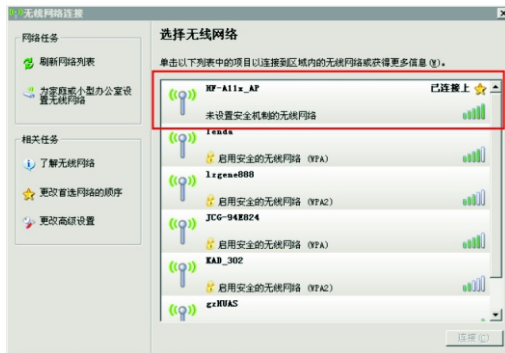 无线网络连接
网络任务
刷新网络列表
为家庭或小型办公室设
置无线网络
相关任务
了解无线网络
更改首选网络的顺序
更改高级设置
选择无线网络
单击以下列表中的项目以连接到区域内的无线网络或获得更多信息(W)。
HF-A11x_AP 已连接上
未设置安全机制的无线网络
Tenda
启用安全的无线网络 (WPA)
lzgene888
启用安全的无线网络 (WPA2)
JCG-94E824
启用安全的无线网络 (WPA)
KAD_302
启用安全的无线网络 (WPA2)
gzHUAS
连接(C)